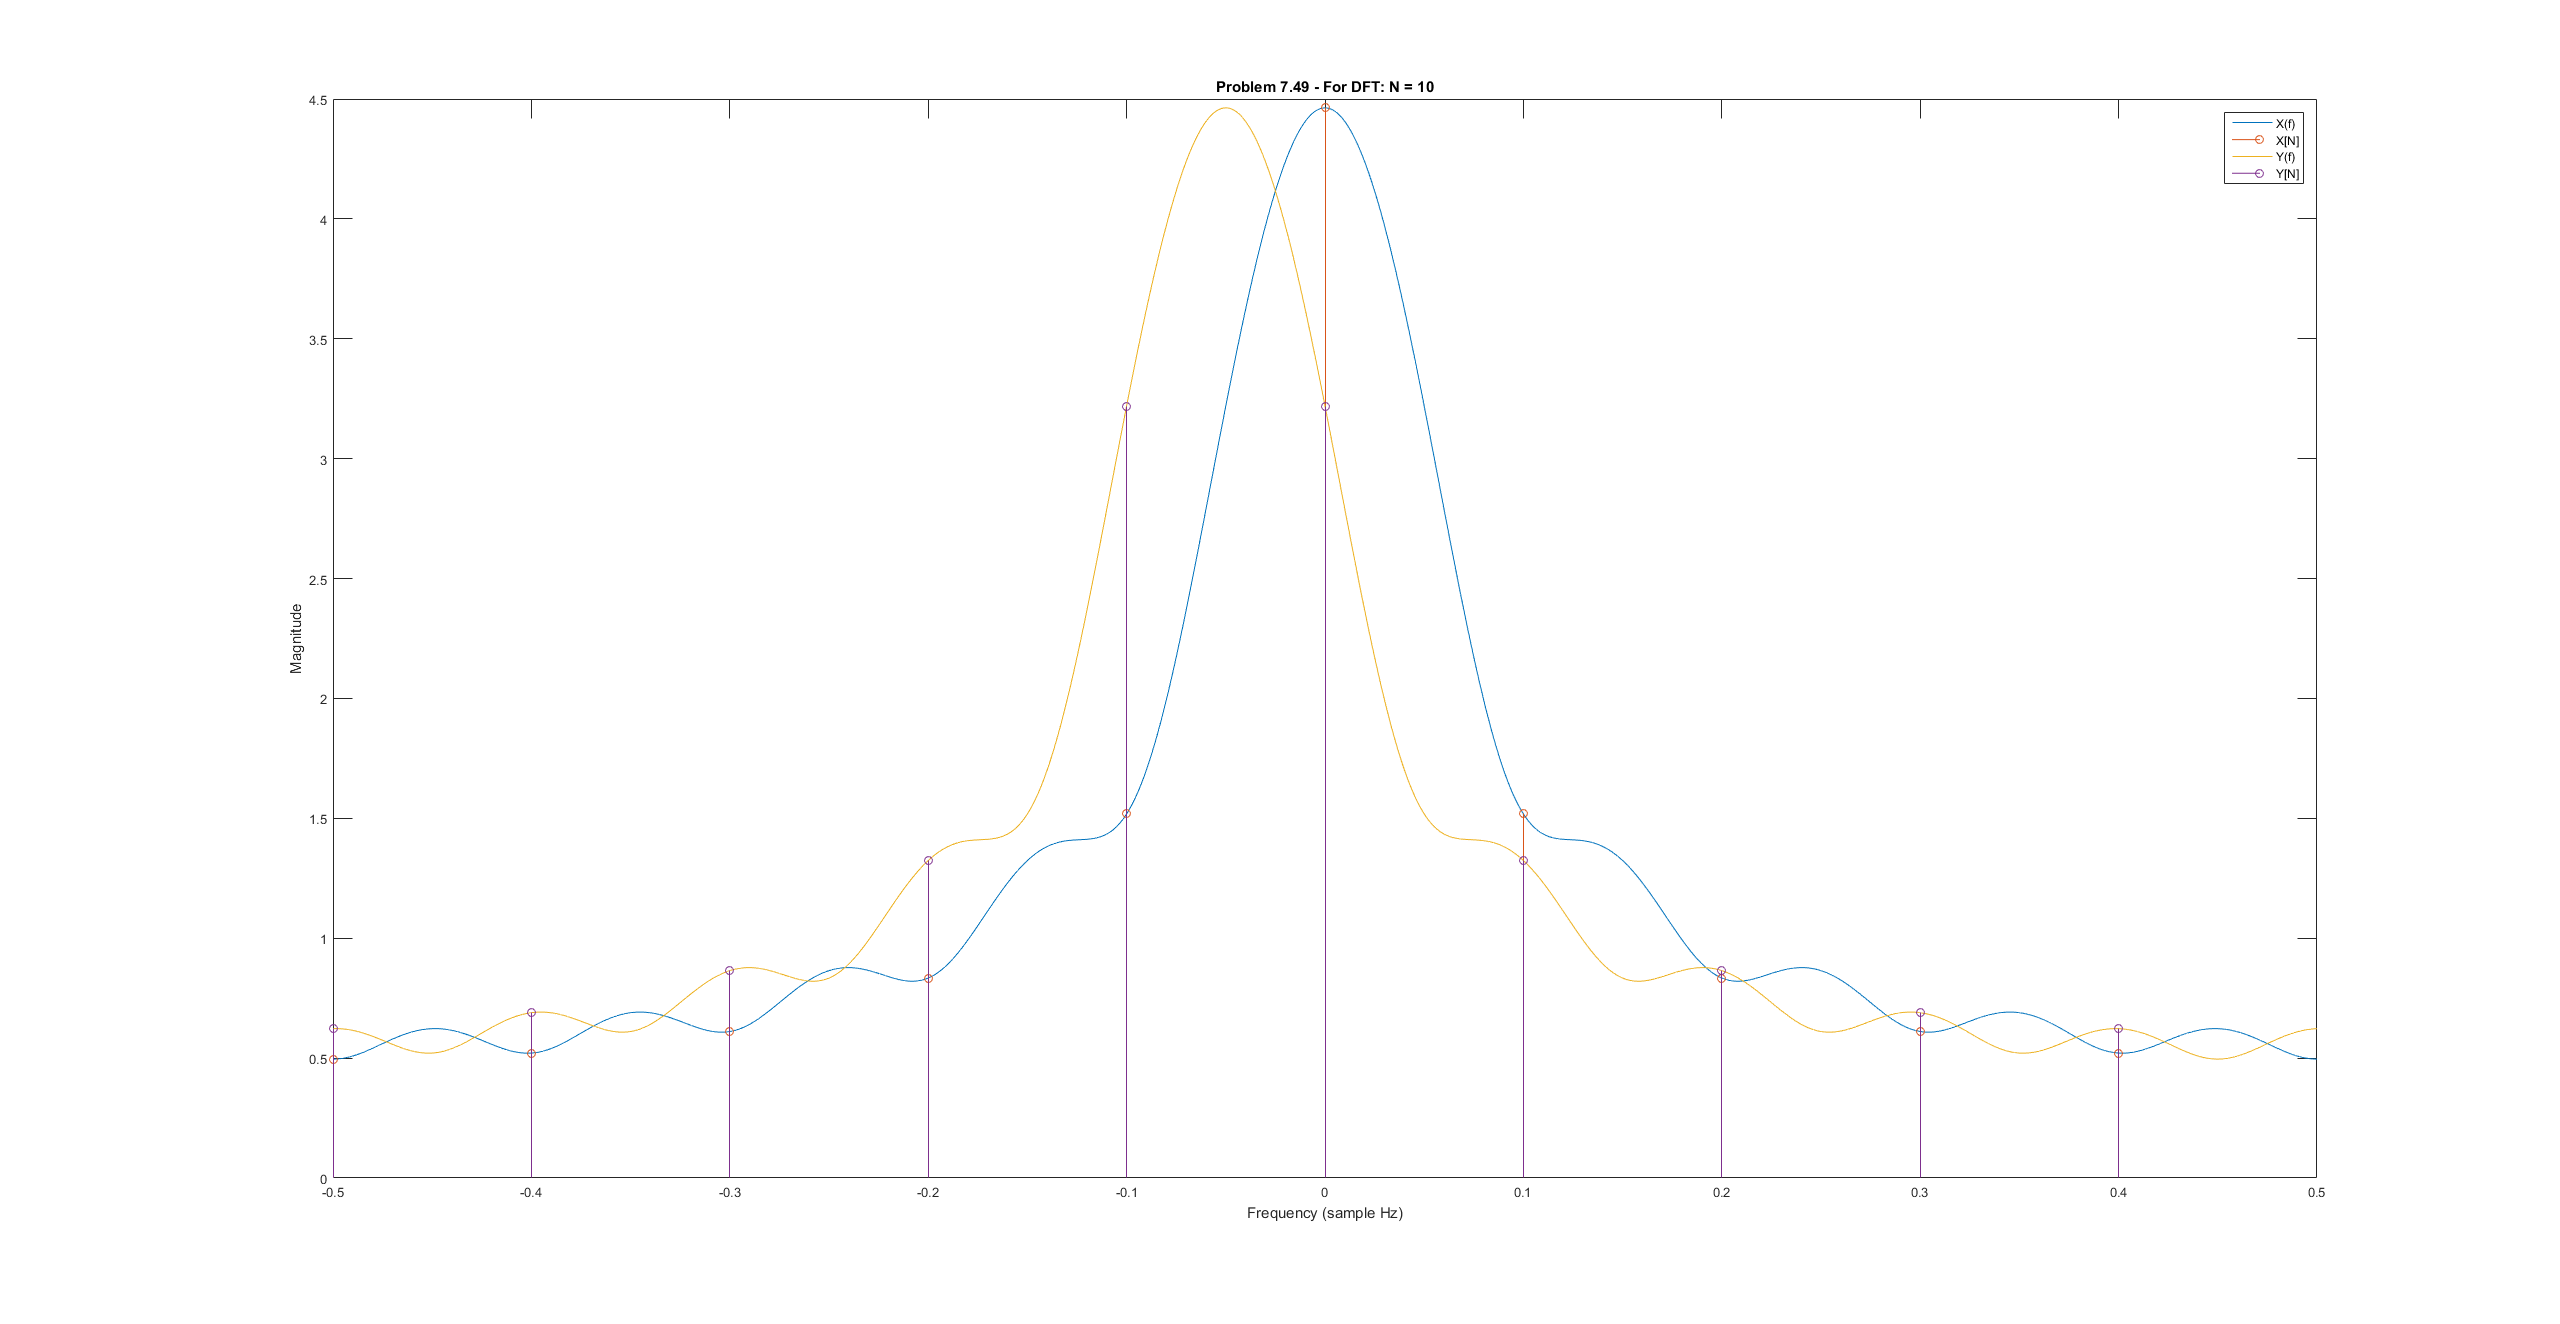 Problem 7.49 - For DFT: N = 10
4.5
4
3.5
3
2.5
2
1.5
1
0.5
0
Magnitude
X(f)
X[N]
Y(f)
Y[N]
-0.5 -0.4 -0.3 -0.2 -0.1 0 0.1 0.2 0.3 0.4 0.5
Frequency (sample Hz)